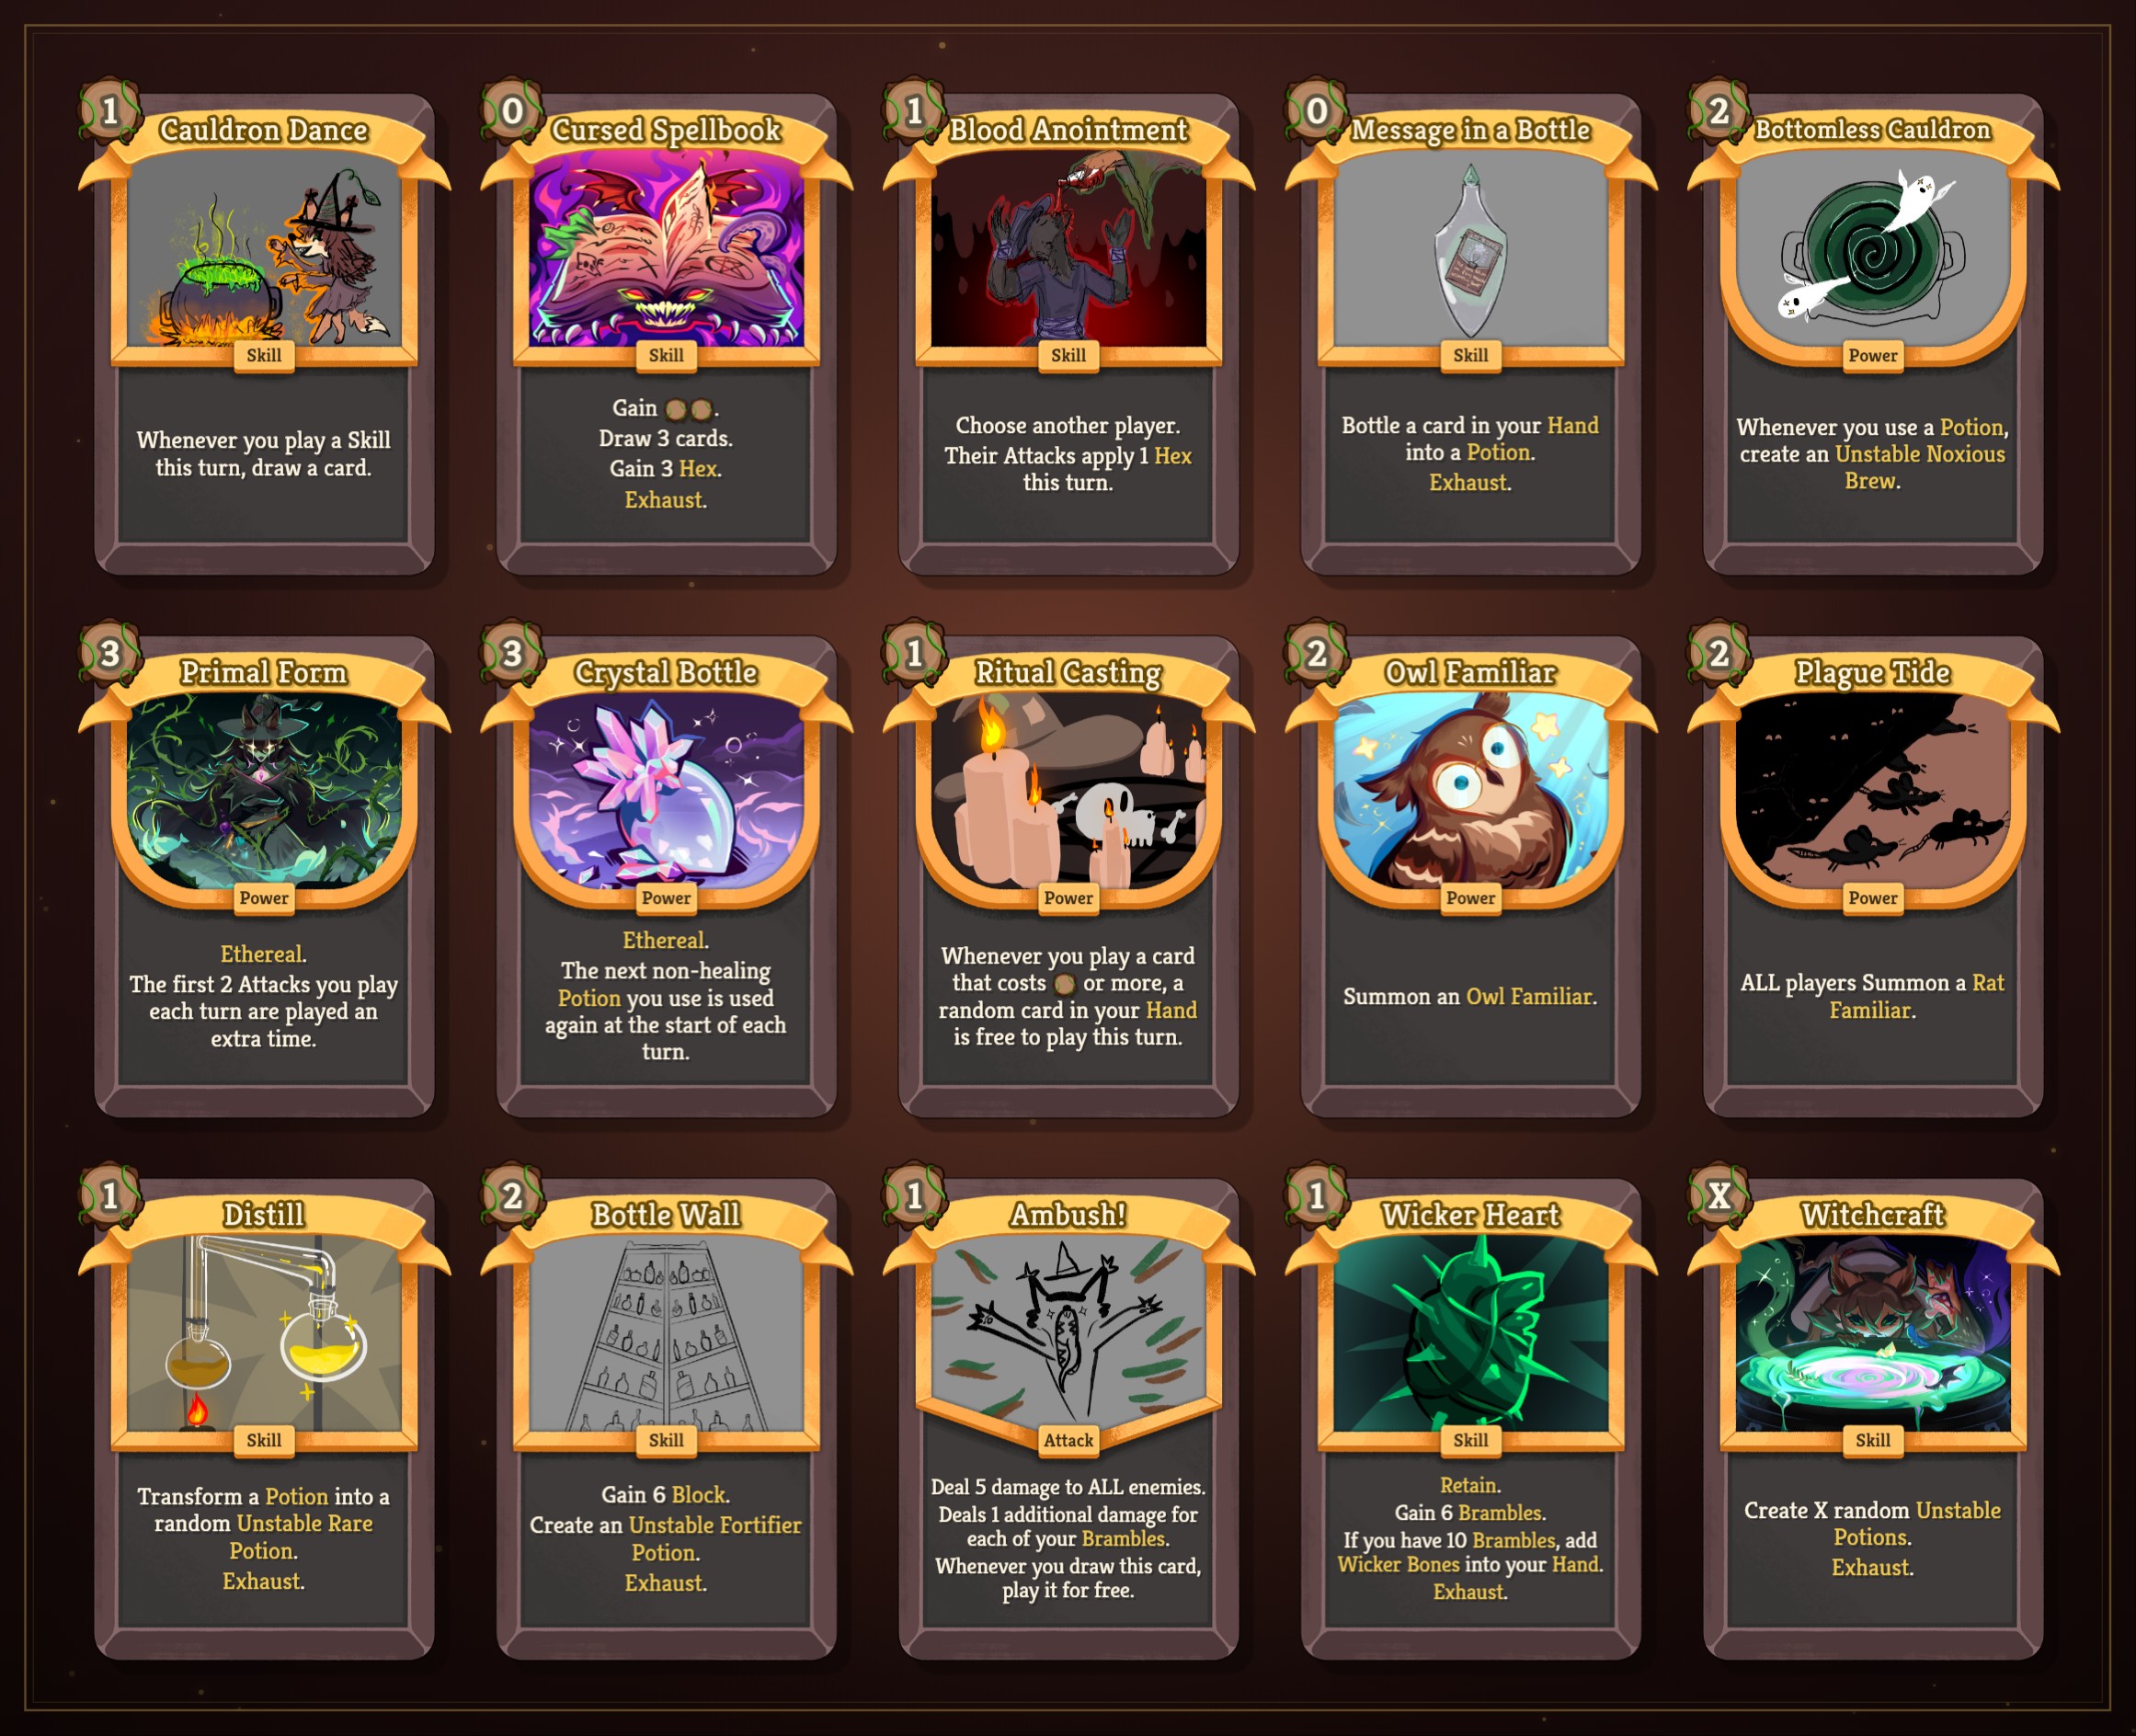 1
Cauldron Dance
Skill
Whenever you play a Skill
this turn, draw a card.
0
Cursed Spellbook
Skill
Gain .
Draw 3 cards.
Gain 3 Hex.
Exhaust.
1
Blood Anointment
Skill
Choose another player.
Their Attacks apply 1 Hex
this turn.
0
Message in a Bottle
Skill
Bottle a card in your Hand
into a Potion.
Exhaust.
2
Bottomless Cauldron
Power
Whenever you use a Potion,
create an Unstable Noxious
Brew.
3
Primal Form
Power
Ethereal.
The first 2 Attacks you play
each turn are played an
extra time.
3
Crystal Bottle
Power
Ethereal.
The next non-healing
Potion you use is used
again at the start of each
turn.
1
Ritual Casting
Power
Whenever you play a card
that costs or more, a
random card in your Hand
is free to play this turn.
2
Owl Familiar
Power
Summon an Owl Familiar.
2
Plague Tide
Power
ALL players Summon a Rat
Familiar.
1
Distill
Skill
Transform a Potion into a
random Unstable Rare
Potion.
Exhaust.
2
Bottle Wall
Skill
Gain 6 Block.
Create an Unstable Fortifier
Potion.
Exhaust.
1
Ambush!
Attack
Deal 5 damage to ALL enemies.
Deals 1 additional damage for
each of your Brambles.
Whenever you draw this card,
play it for free.
1
Wicker Heart
Skill
Retain.
Gain 6 Brambles.
If you have 10 Brambles, add
Wicker Bones into your Hand.
Exhaust.
X
Witchcraft
Skill
Create X random Unstable
Potions.
Exhaust.